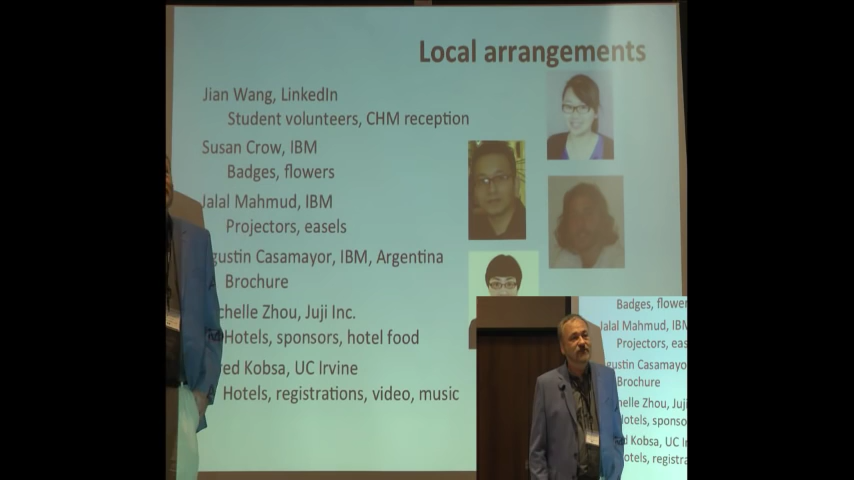 Local arrangements
Jian Wang, LinkedIn
Student volunteers, CHM reception
Susan Crow, IBM
Badges, flowers
Jalal Mahmud, IBM
Projectors, easels
gustin Casamayor, IBM, Argentina
Brochure
chelle Zhou, Juji Inc.
Hotels, sponsors, hotel food
red Kobsa, UC Irvine
Hotels, registrations, video, music
Badges, flower
Jalal Mahmud, IBM
Projectors, eas
gustin Casamayo
Brochure
helle Zhou, Juji
otels, sponso
d Kobsa, UC Ir
otels, registra